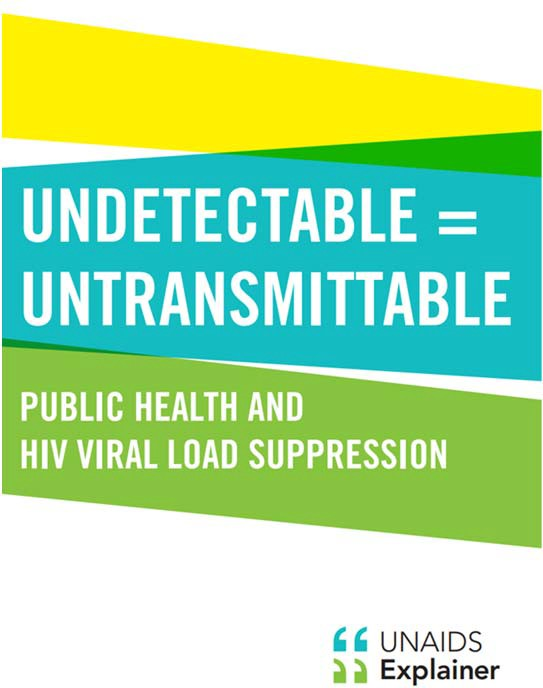 UNDETECTABLE =
UNTRANSMITTABLE
PUBLIC HEALTH AND
HIV VIRAL LOAD SUPPRESSION
UNAIDS
Explainer